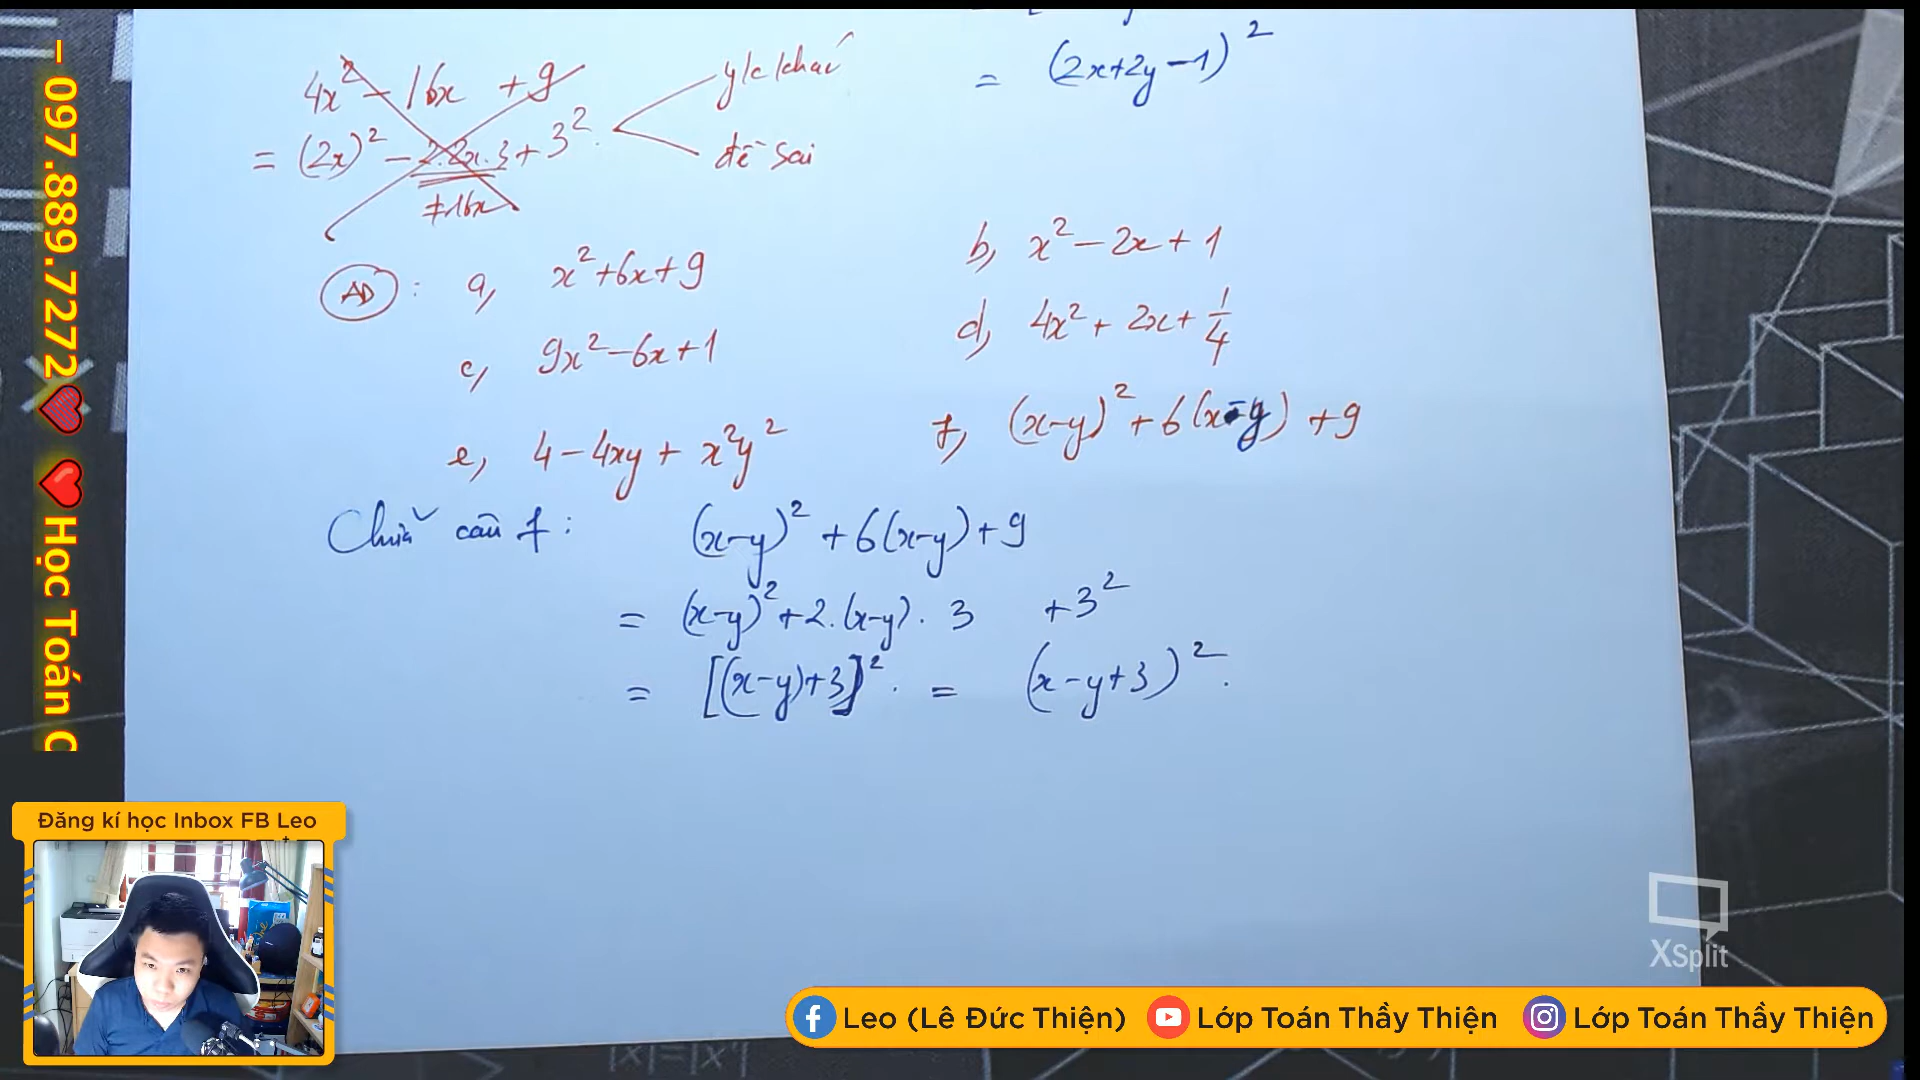 4x² - 16x + 9
= (2x)² - 2.2x.3 + 3²
≠ 16x
y/c khác
đề sai
= (2x+2y-1)²
AD : a, x² + 6x + 9
b, x² - 2x + 1
c, 9x² - 6x + 1
d, 4x² + 2x + 1/4
e, 4 - 4xy + x²y²
f, (x-y)² + 6(x-y) + 9
Chữa câu f : (x-y)² + 6(x-y) + 9
= (x-y)² + 2.(x-y).3 + 3²
= [(x-y)+3]². = (x-y+3)².
- 097.889.7272 ❤ ❤ Học Toán C
Đăng kí học Inbox FB Leo
XSplit
Leo (Lê Đức Thiện) Lớp Toán Thầy Thiện Lớp Toán Thầy Thiện